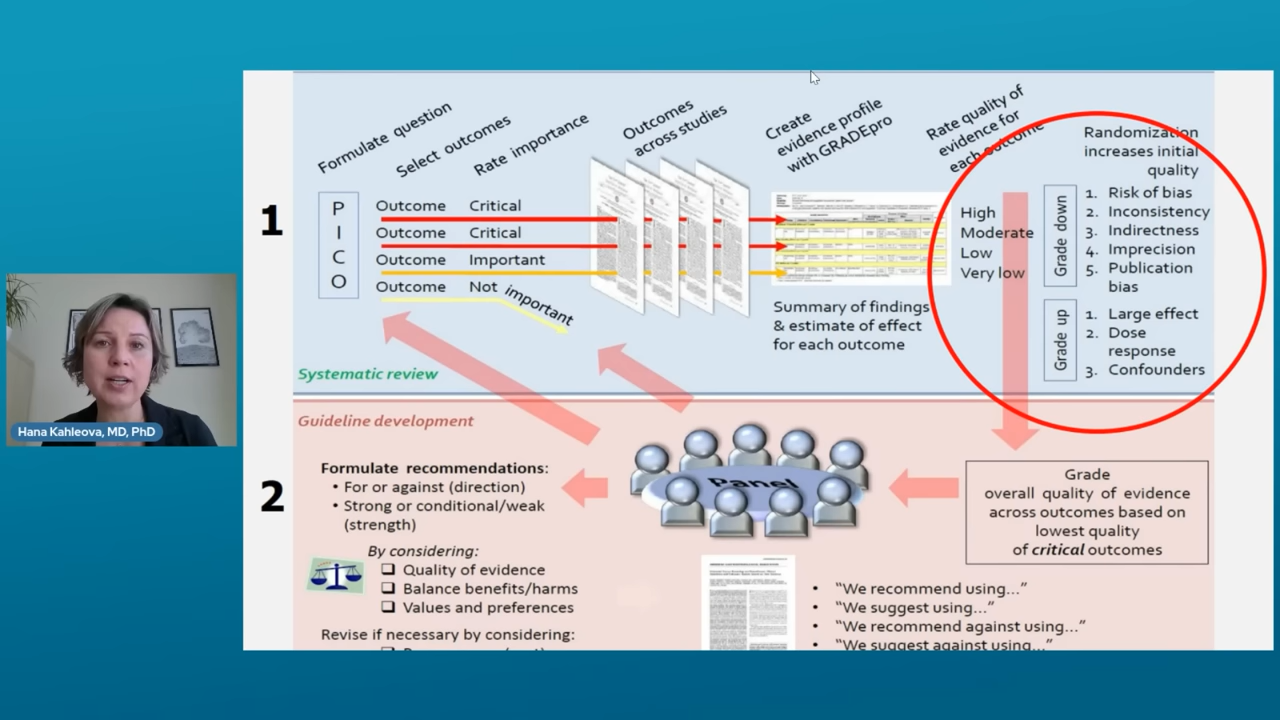 Formulate question
Select outcomes
Rate importance
Outcomes
across studies
Create
evidence profile
with GRADEpro
Rate quality of
evidence for
each outcome
Randomization
increases initial
quality
1
P
I
C
O
Outcome Critical
Outcome Critical
Outcome Important
Outcome Not important
High
Moderate
Low
Very low
Grade down
1. Risk of bias
2. Inconsistency
3. Indirectness
4. Imprecision
5. Publication
bias
Grade up
1. Large effect
2. Dose
response
3. Confounders
Summary of findings
& estimate of effect
for each outcome
Systematic review
Guideline development
Hana Kahleova, MD, PhD
2
Formulate recommendations:
• For or against (direction)
• Strong or conditional/weak
(strength)
By considering:
❑ Quality of evidence
❑ Balance benefits/harms
❑ Values and preferences
Revise if necessary by considering:
Panel
Grade
overall quality of evidence
across outcomes based on
lowest quality
of critical outcomes
• “We recommend using…”
• “We suggest using…”
• “We recommend against using…”
• “We suggest against using…”